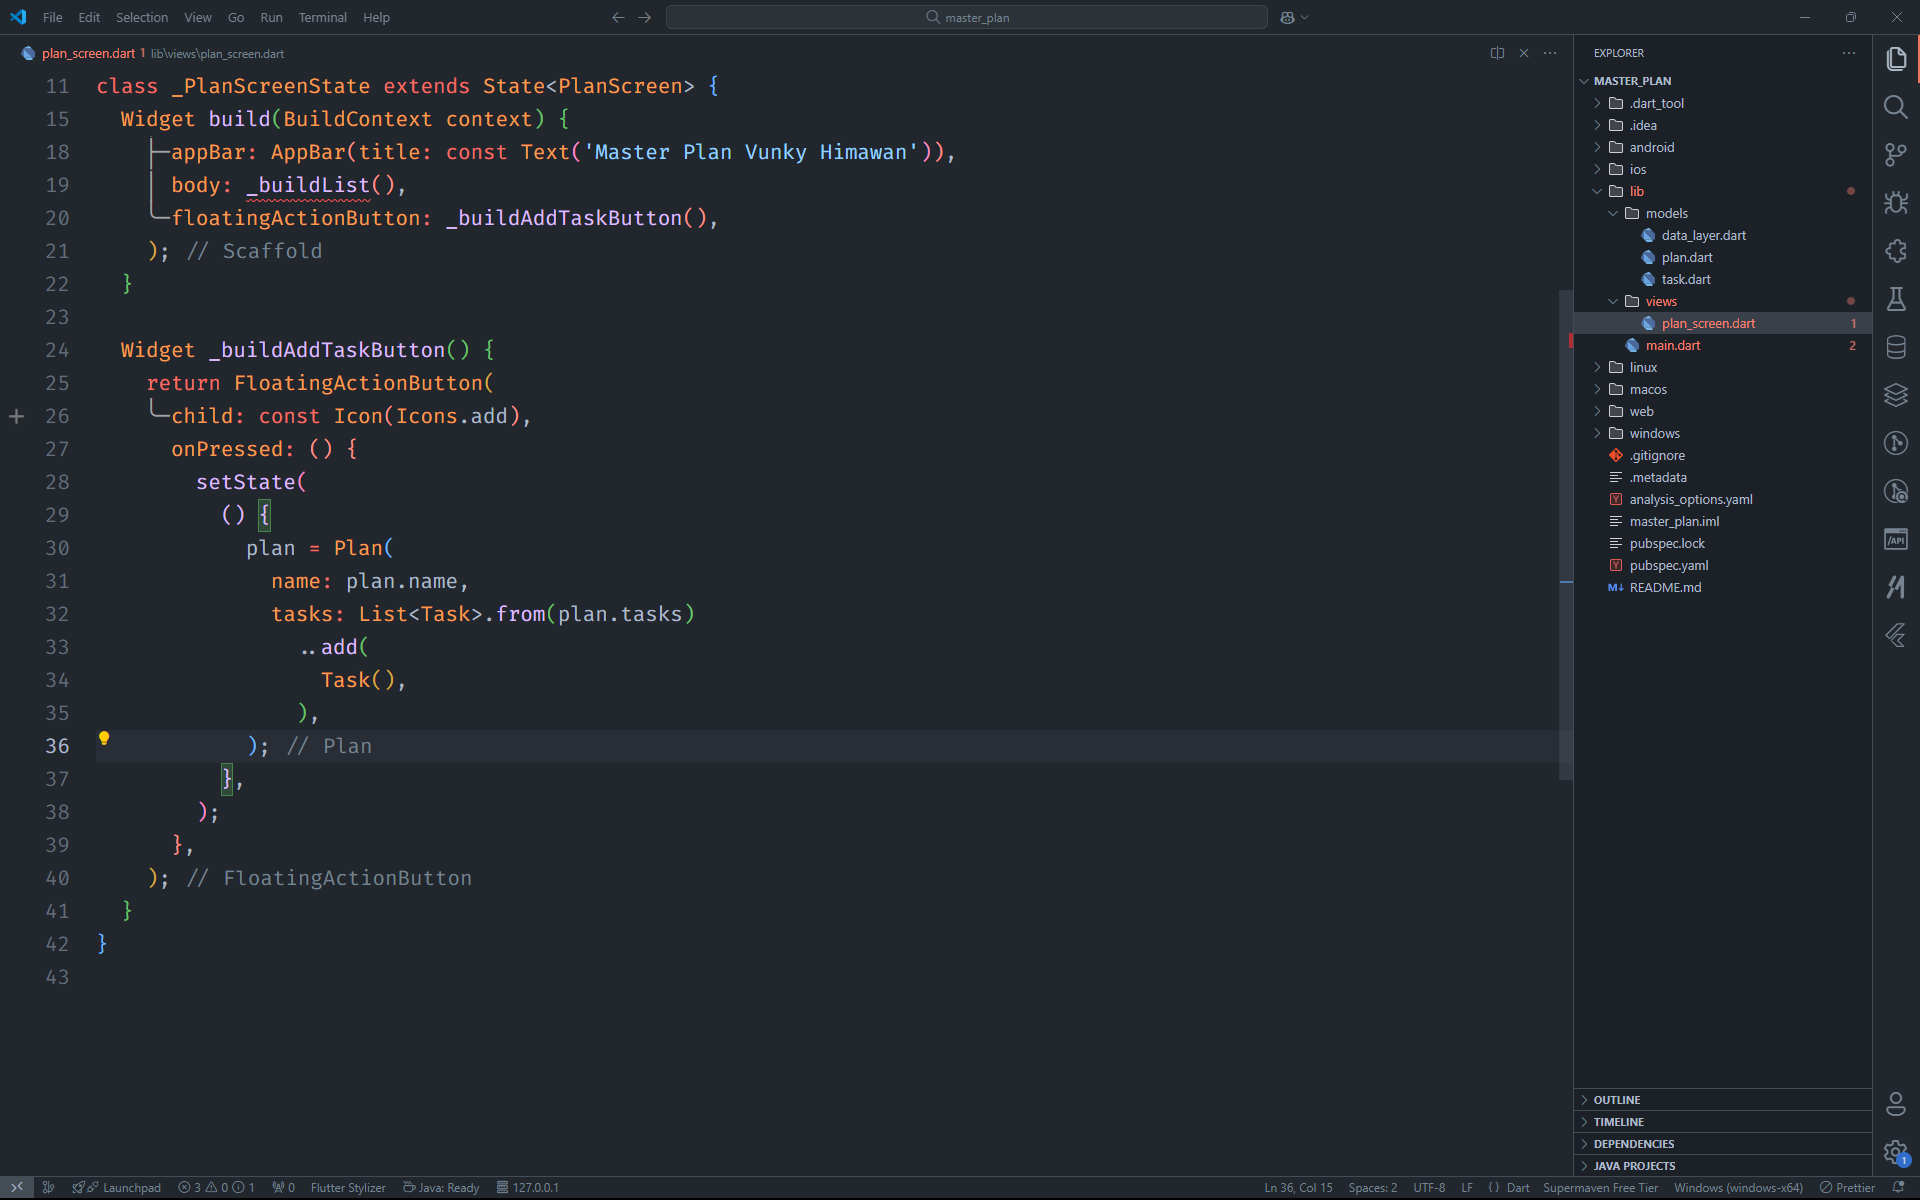 File Edit Selection View Go Run Terminal Help
master_plan
plan_screen.dart 1 lib\views\plan_screen.dart
11 class _PlanScreenState extends State<PlanScreen> {
15 Widget build(BuildContext context) {
18 appBar: AppBar(title: const Text('Master Plan Vunky Himawan')),
19 body: _buildList(),
20 floatingActionButton: _buildAddTaskButton(),
21 ); // Scaffold
22 }
23
24 Widget _buildAddTaskButton() {
25 return FloatingActionButton(
26 child: const Icon(Icons.add),
27 onPressed: () {
28 setState(
29 () {
30 plan = Plan(
31 name: plan.name,
32 tasks: List<Task>.from(plan.tasks)
33 ..add(
34 Task(),
35 ),
36 ); // Plan
37 },
38 );
39 },
40 ); // FloatingActionButton
41 }
42 }
43
EXPLORER
MASTER_PLAN
.dart_tool
.idea
android
ios
lib
models
data_layer.dart
plan.dart
task.dart
views
plan_screen.dart 1
main.dart 2
linux
macos
web
windows
.gitignore
.metadata
analysis_options.yaml
master_plan.iml
pubspec.lock
pubspec.yaml
README.md
OUTLINE
TIMELINE
DEPENDENCIES
JAVA PROJECTS
/API
1
Launchpad 3 0 1 0 Flutter Stylizer Java: Ready 127.0.0.1 Ln 36, Col 15 Spaces: 2 UTF-8 LF {} Dart Supermaven Free Tier Windows (windows-x64) Prettier